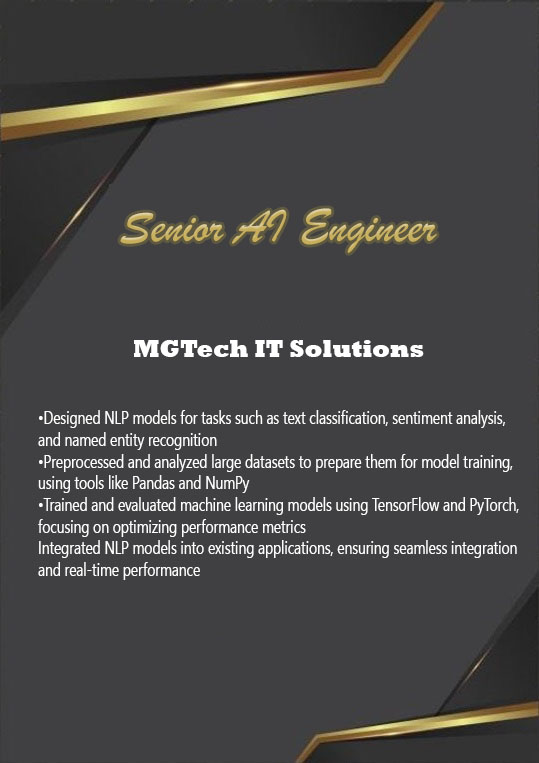 Senior AI Engineer
MGTech IT Solutions
•Designed NLP models for tasks such as text classification, sentiment analysis,
and named entity recognition
•Preprocessed and analyzed large datasets to prepare them for model training,
using tools like Pandas and NumPy
•Trained and evaluated machine learning models using TensorFlow and PyTorch,
focusing on optimizing performance metrics
Integrated NLP models into existing applications, ensuring seamless integration
and real-time performance